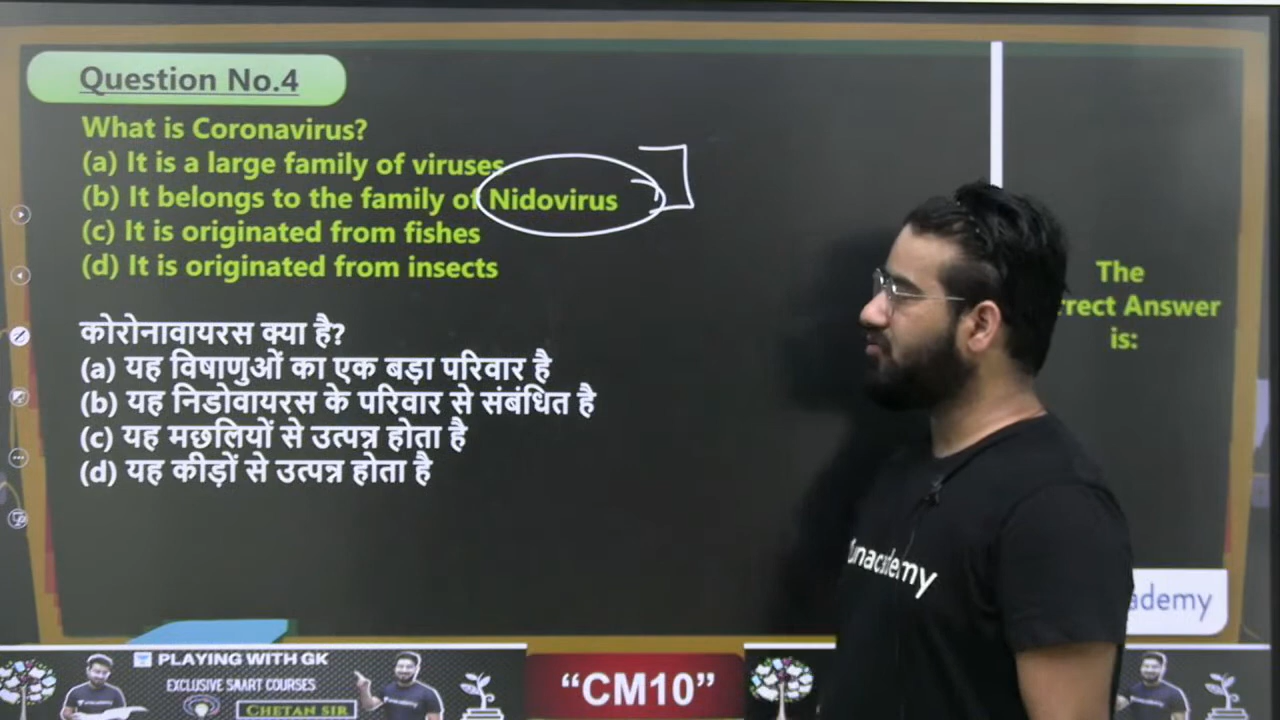 Question No.4
What is Coronavirus?
(a) It is a large family of viruses
(b) It belongs to the family of Nidovirus
(c) It is originated from fishes
(d) It is originated from insects
कोरोनावायरस क्या है?
(a) यह विषाणुओं का एक बड़ा परिवार है
(b) यह निडोवायरस के परिवार से संबंधित है
(c) यह मछलियों से उत्पन्न होता है
(d) यह कीड़ों से उत्पन्न होता है
The
rrect Answer
is:
unacademy
ademy
PLAYING WITH GK
EXCLUSIVE SMART COURSES
CHETAN SIR
“CM10”